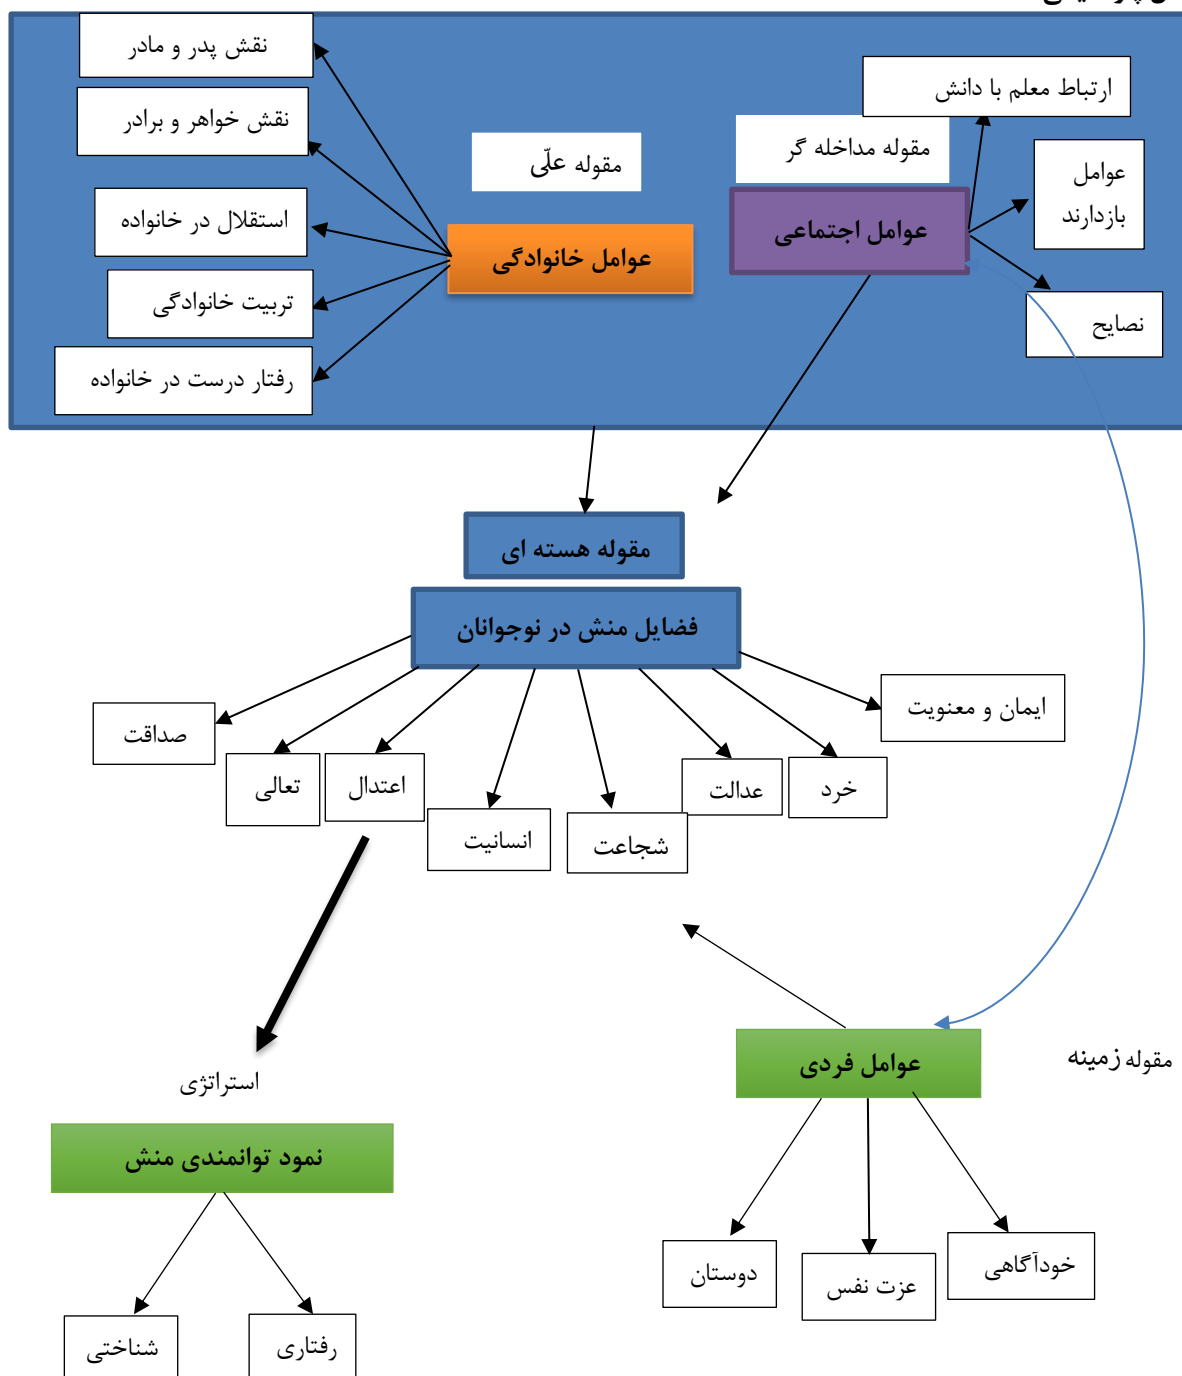 نقش پدر و مادر
ارتباط معلم با دانش
نقش خواهر و برادر
مقوله علّی
مقوله مداخله گر
عوامل
بازدارند
استقلال در خانواده
عوامل خانوادگی
عوامل اجتماعی
تربیت خانوادگی
نصایح
رفتار درست در خانواده
مقوله هسته ای
فضایل منش در نوجوانان
ایمان و معنویت
صداقت
تعالی
اعتدال
انسانیت
شجاعت
عدالت
خرد
عوامل فردی
مقوله زمینه
استراتژی
نمود توانمندی منش
خودآگاهی
عزت نفس
دوستان
رفتاری
شناختی